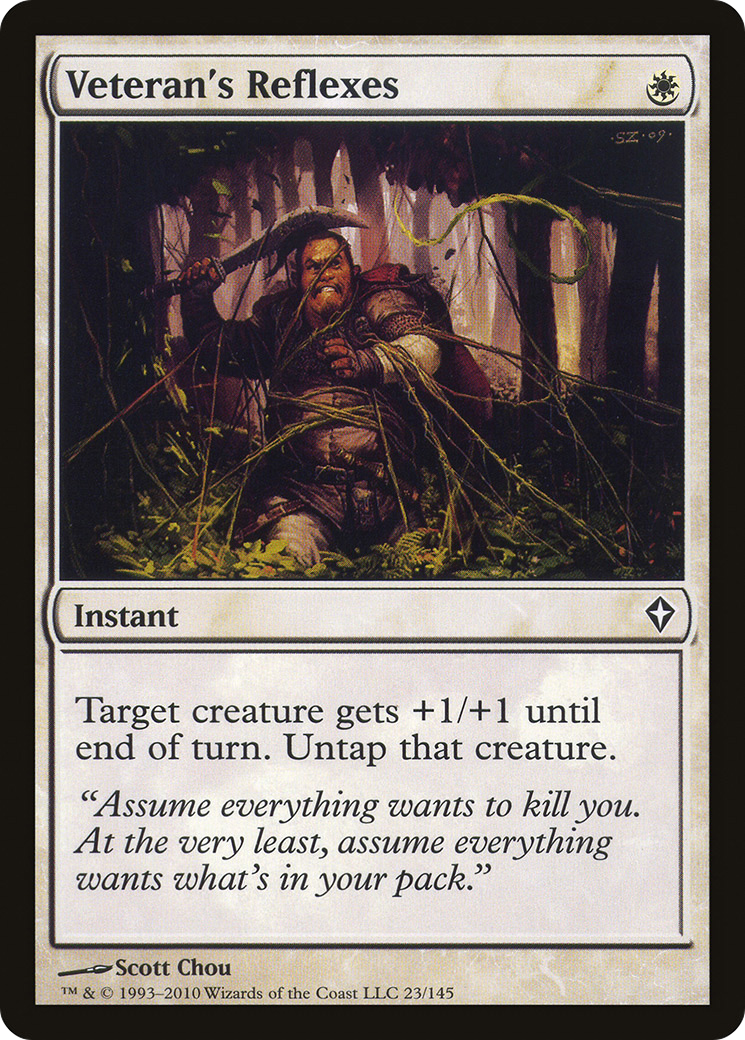 Veteran's Reflexes
·SZ·09·
Instant
Target creature gets +1/+1 until
end of turn. Untap that creature.
“Assume everything wants to kill you.
At the very least, assume everything
wants what's in your pack.”
Scott Chou
™ & © 1993–2010 Wizards of the Coast LLC 23/145